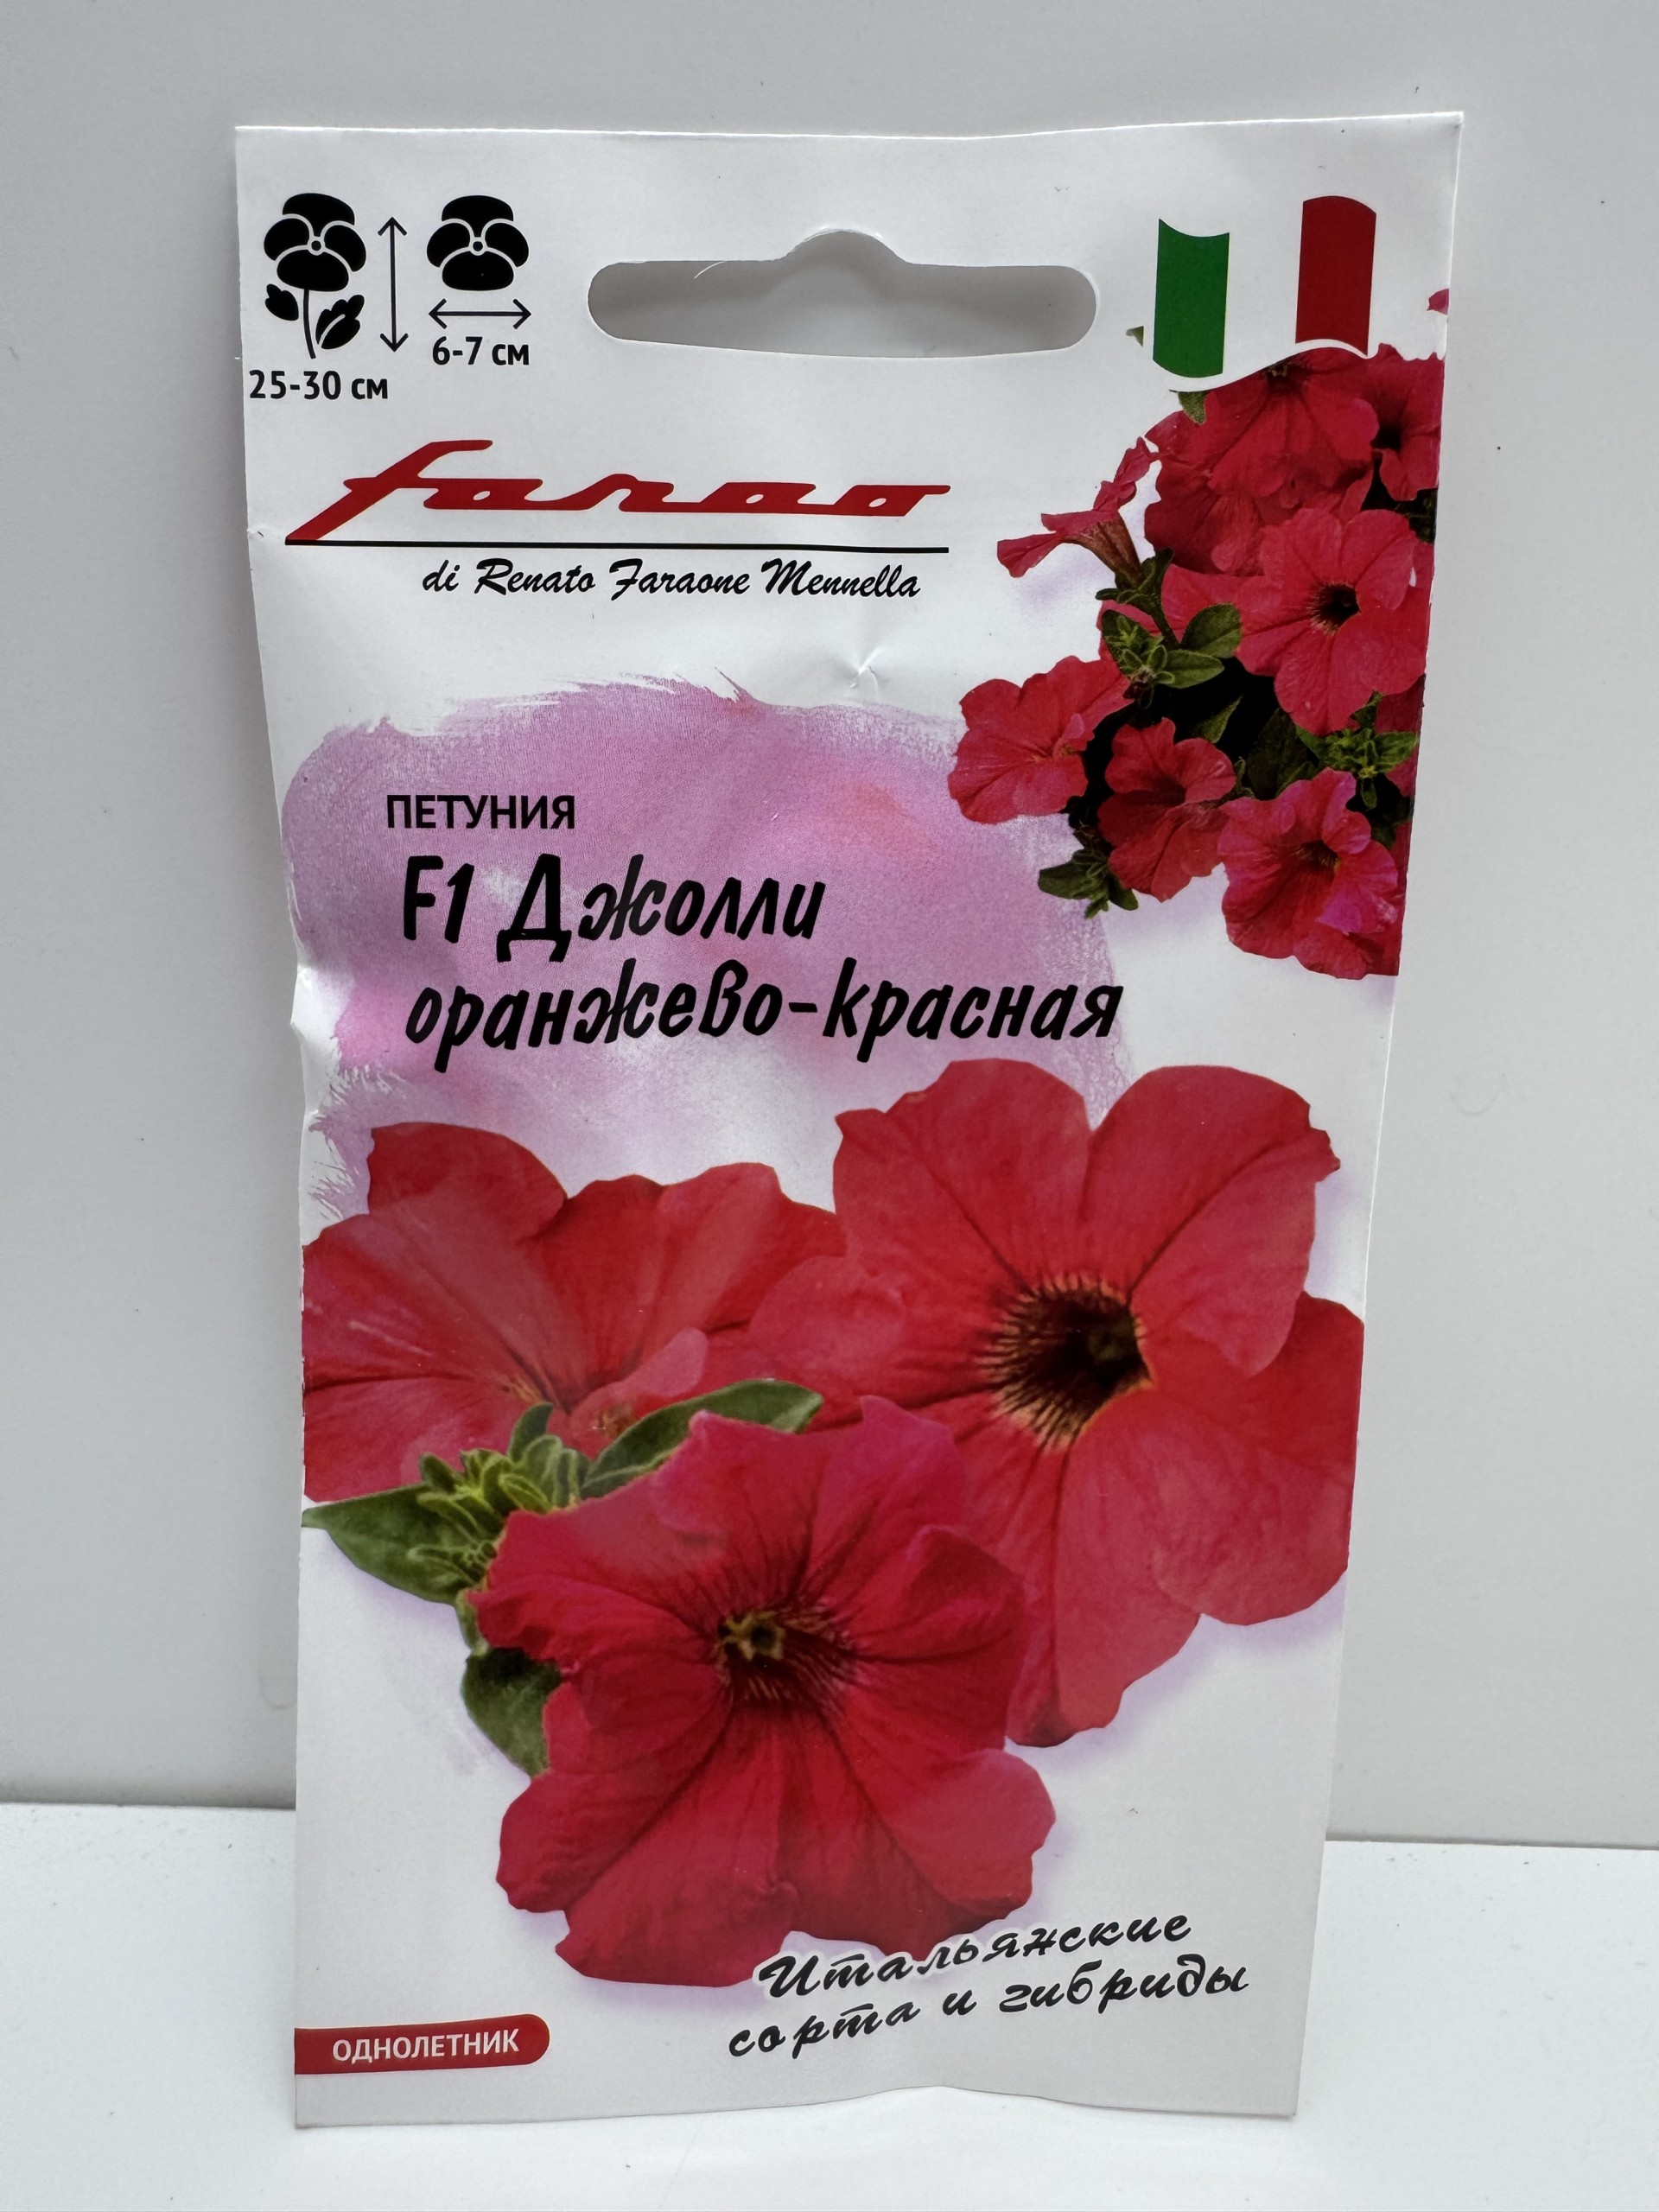 25-30 см
6-7 см
farao
di Renato Faraone Mennella
ПЕТУНИЯ
F1 Джолли
оранжево-красная
Итальянские
сорта и гибриды
ОДНОЛЕТНИК